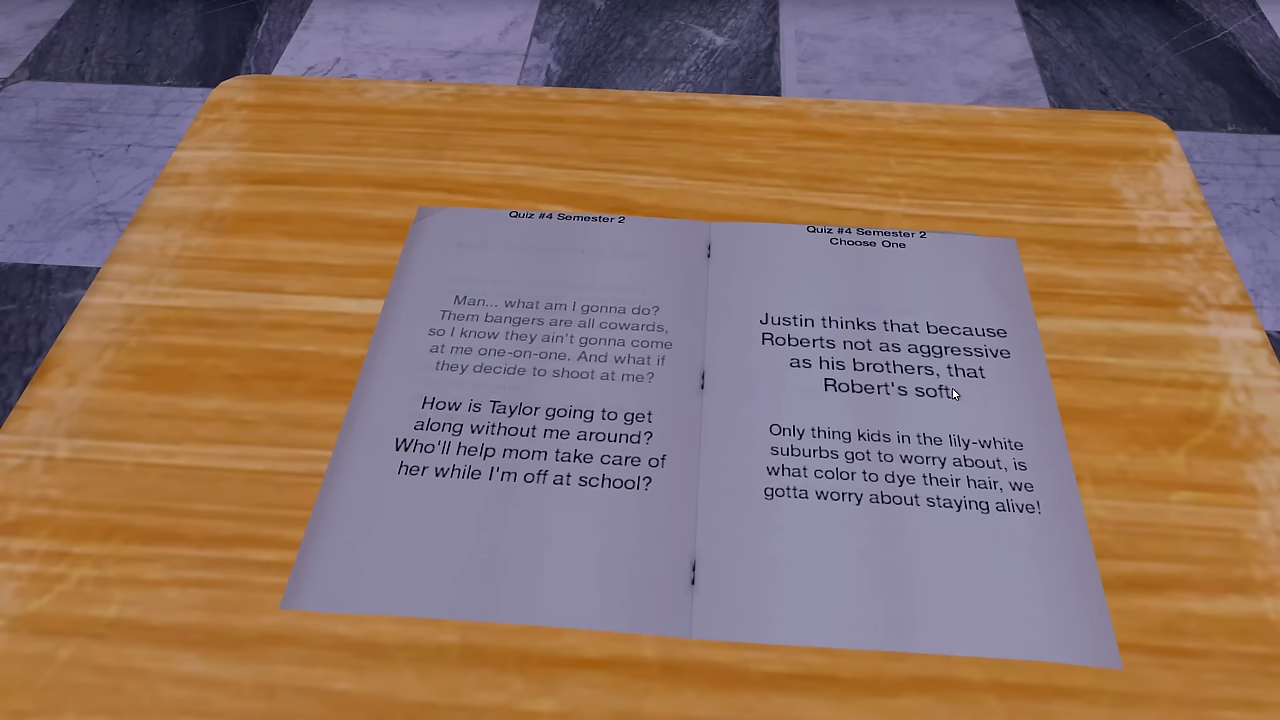 Quiz #4 Semester 2
Man... what am I gonna do?
Them bangers are all cowards,
so I know they ain't gonna come
at me one-on-one. And what if
they decide to shoot at me?
How is Taylor going to get
along without me around?
Who'll help mom take care of
her while I'm off at school?
Quiz #4 Semester 2
Choose One
Justin thinks that because
Roberts not as aggressive
as his brothers, that
Robert's soft.
Only thing kids in the lily-white
suburbs got to worry about, is
what color to dye their hair, we
gotta worry about staying alive!